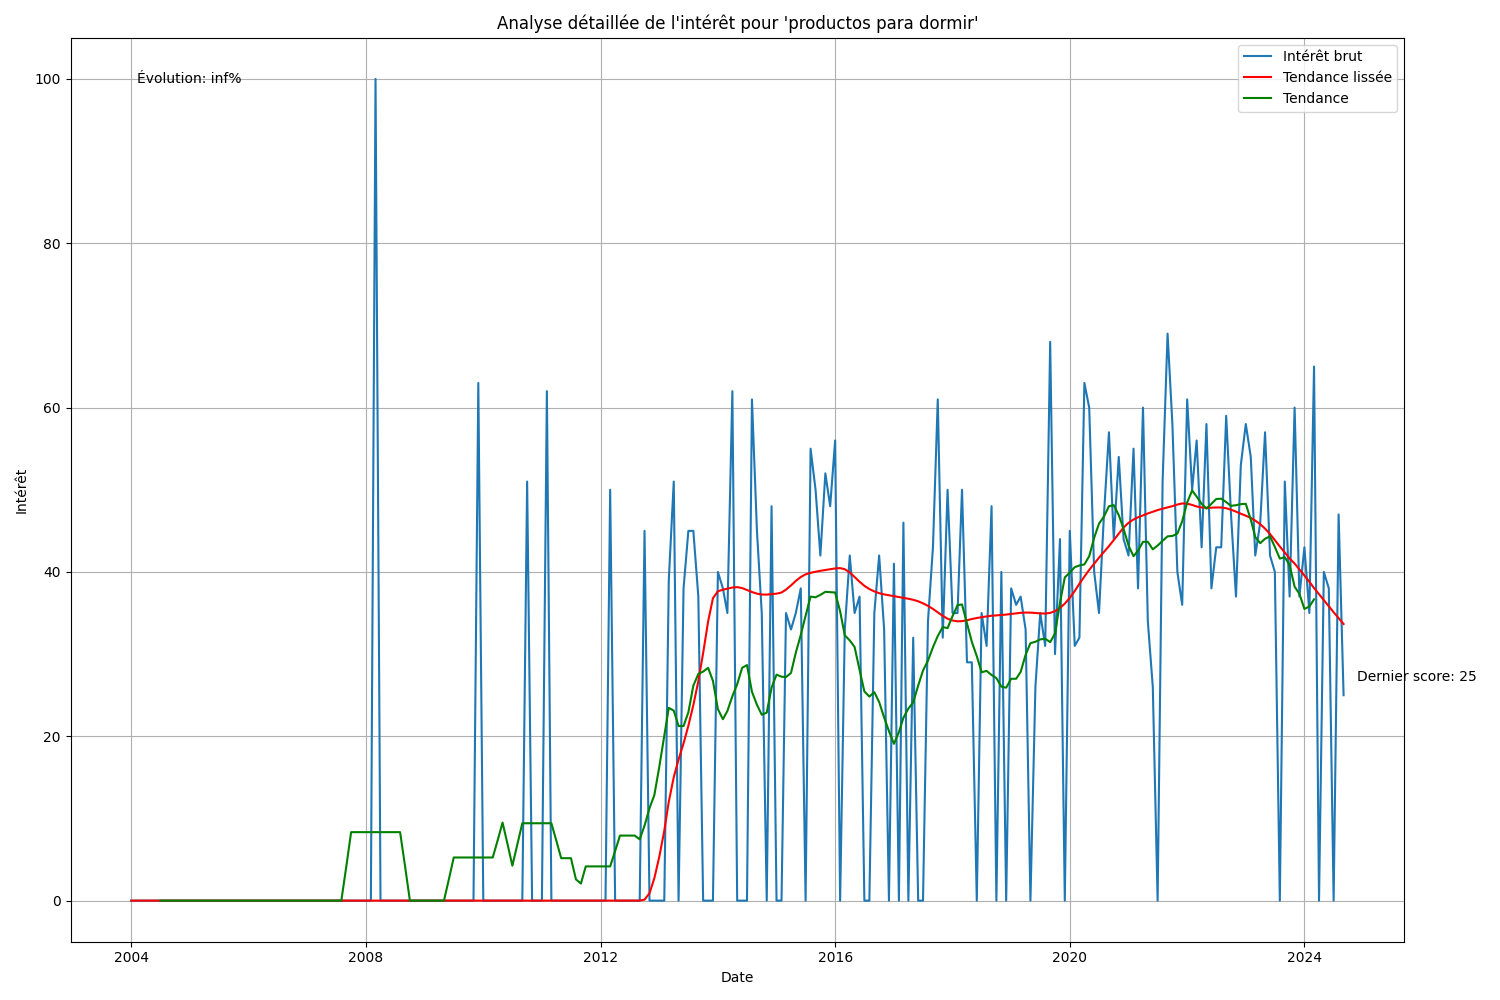 Analyse détaillée de l'intérêt pour 'productos para dormir'
Évolution: inf%
Intérêt brut
Tendance lissée
Tendance
100
80
60
40
20
0
Intérêt
Dernier score: 25
2004
2008
2012
2016
2020
2024
Date